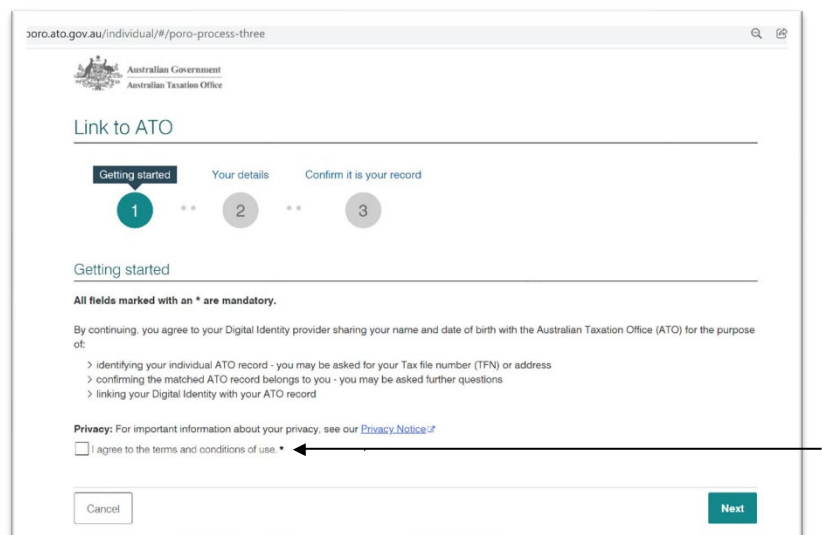 poro.ato.gov.au/individual/#/poro-process-three
Australian Government
Australian Taxation Office
Link to ATO
Getting started Your details Confirm it is your record
1 2 3
Getting started
All fields marked with an * are mandatory.
By continuing, you agree to your Digital Identity provider sharing your name and date of birth with the Australian Taxation Office (ATO) for the purpose
of:
> identifying your individual ATO record - you may be asked for your Tax file number (TFN) or address
> confirming the matched ATO record belongs to you - you may be asked further questions
> linking your Digital Identity with your ATO record
Privacy: For important information about your privacy, see our Privacy Notice
I agree to the terms and conditions of use. *
Cancel Next